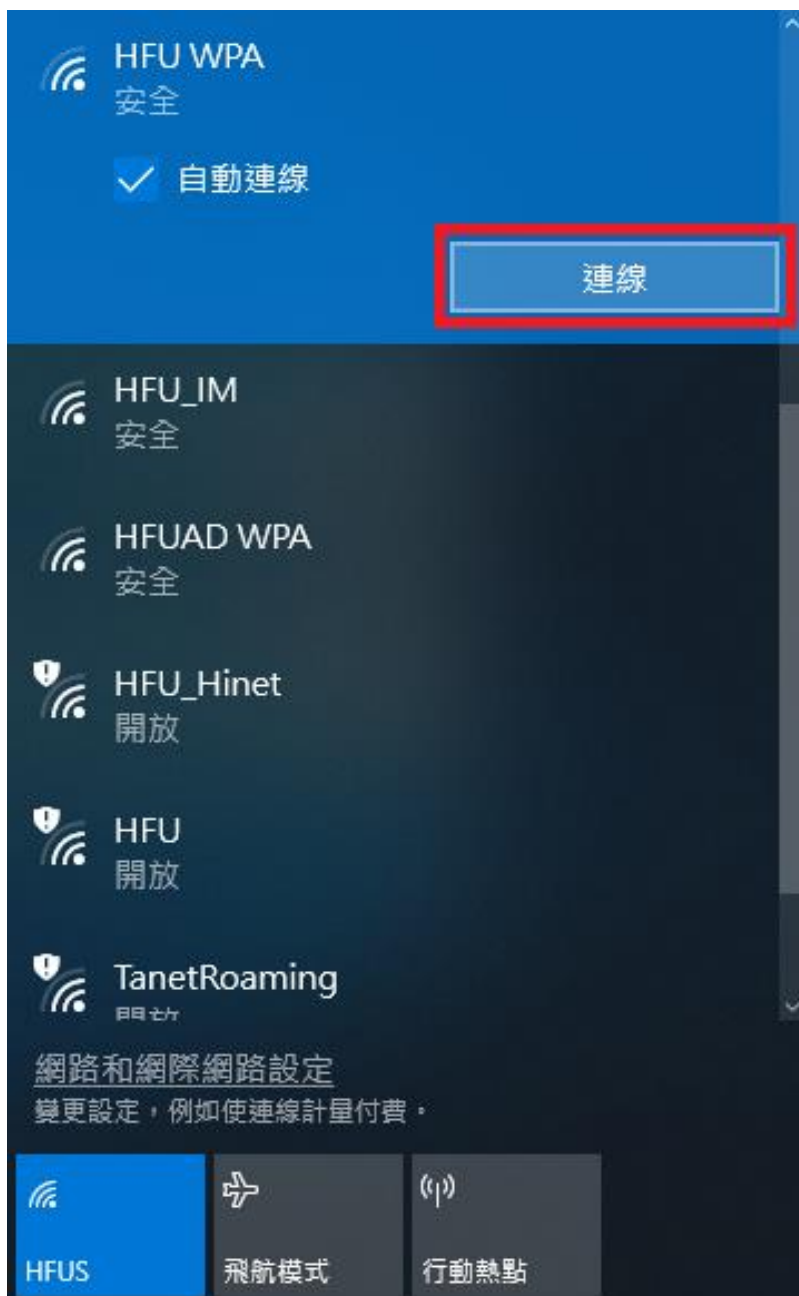 HFU WPA
安全
自動連線
連線
HFU_IM
安全
HFUAD WPA
安全
HFU_Hinet
開放
HFU
開放
TanetRoaming
開放
網路和網際網路設定
變更設定，例如使連線計量付費。
HFUS
飛航模式
行動熱點